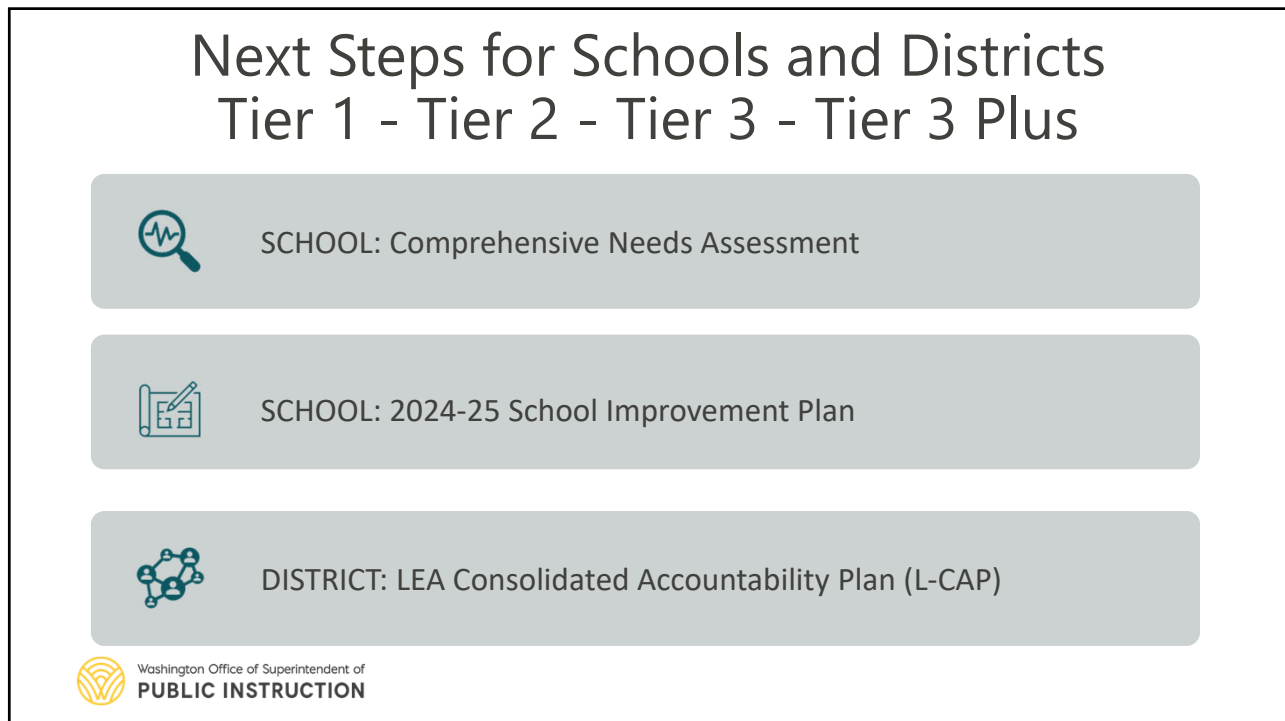 Next Steps for Schools and Districts
Tier 1 - Tier 2 - Tier 3 - Tier 3 Plus
SCHOOL: Comprehensive Needs Assessment
SCHOOL: 2024-25 School Improvement Plan
DISTRICT: LEA Consolidated Accountability Plan (L-CAP)
Washington Office of Superintendent of
PUBLIC INSTRUCTION